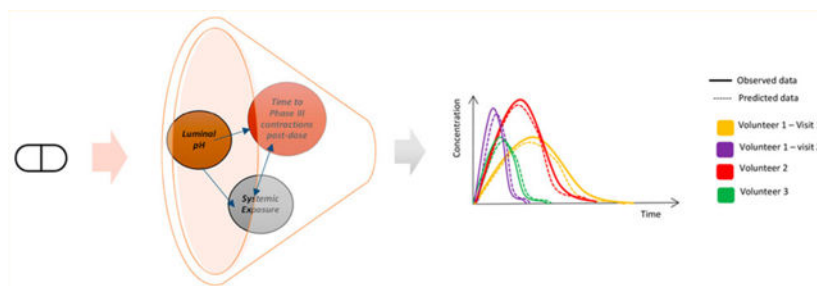 Luminal
pH
Time to
Phase III
contractions
post-dose
Systemic
Exposure
Concentration
Time
Observed data
Predicted data
Volunteer 1 – Visit
Volunteer 1 – visit
Volunteer 2
Volunteer 3